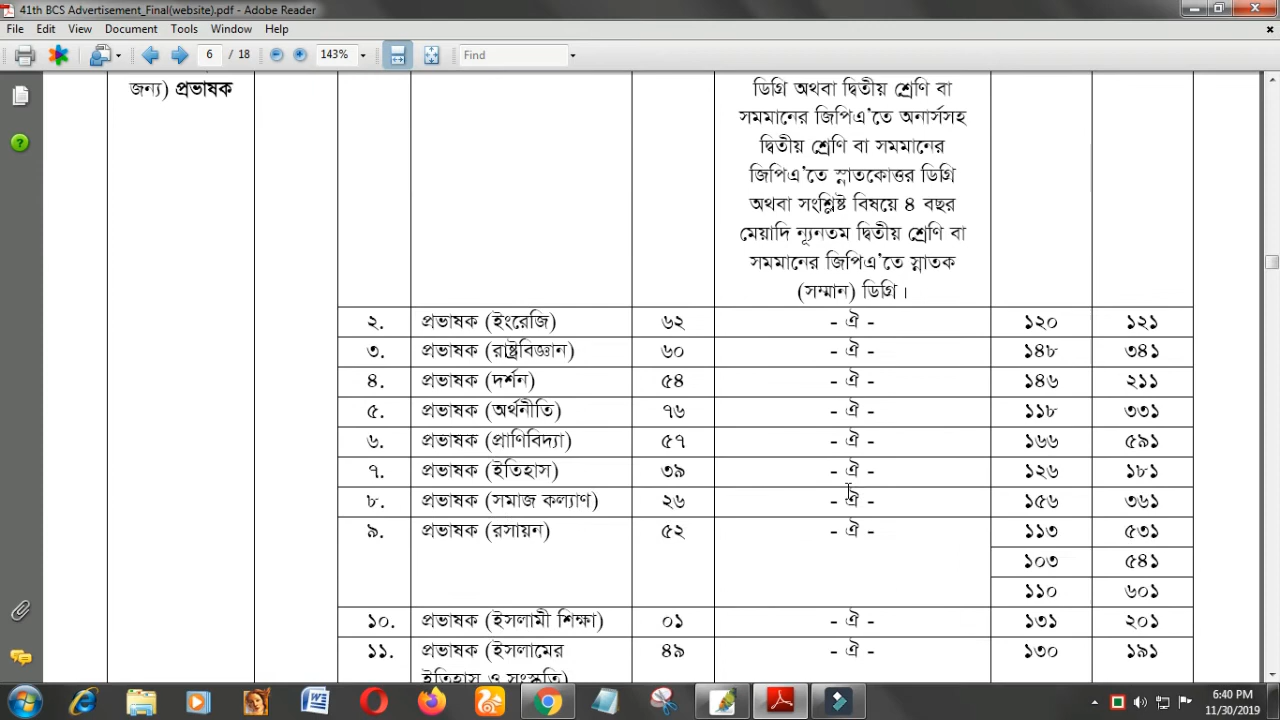 41th BCS Advertisement_Final(website).pdf - Adobe Reader
File Edit View Document Tools Window Help
6 / 18 143% Find
জন্য) প্রভাষক
ডিগ্রি অথবা দ্বিতীয় শ্রেণি বা
সমমানের জিপিএ'তে অনার্সসহ
দ্বিতীয় শ্রেণি বা সমমানের
জিপিএ'তে স্নাতকোত্তর ডিগ্রি
অথবা সংশ্লিষ্ট বিষয়ে ৪ বছর
মেয়াদি ন্যূনতম দ্বিতীয় শ্রেণি বা
সমমানের জিপিএ'তে স্নাতক
(সম্মান) ডিগ্রি।
২. প্রভাষক (ইংরেজি) ৬২ - ঐ - ১২০ ১২১
৩. প্রভাষক (রাষ্ট্রবিজ্ঞান) ৬০ - ঐ - ১৪৮ ৩৪১
৪. প্রভাষক (দর্শন) ৫৪ - ঐ - ১৪৬ ২১১
৫. প্রভাষক (অর্থনীতি) ৭৬ - ঐ - ১১৮ ৩৩১
৬. প্রভাষক (প্রাণিবিদ্যা) ৫৭ - ঐ - ১৬৬ ৫৯১
৭. প্রভাষক (ইতিহাস) ৩৯ - ঐ - ১২৬ ১৮১
৮. প্রভাষক (সমাজ কল্যাণ) ২৬ - ঐ - ১৫৬ ৩৬১
৯. প্রভাষক (রসায়ন) ৫২ - ঐ - ১১৩ ৫৩১
১০৩ ৫৪১
১১০ ৬০১
১০. প্রভাষক (ইসলামী শিক্ষা) ০১ - ঐ - ১৩১ ২০১
১১. প্রভাষক (ইসলামের ৪৯ - ঐ - ১৩০ ১৯১
ইতিহাস ও সংস্কৃতি)
6:40 PM
11/30/2019